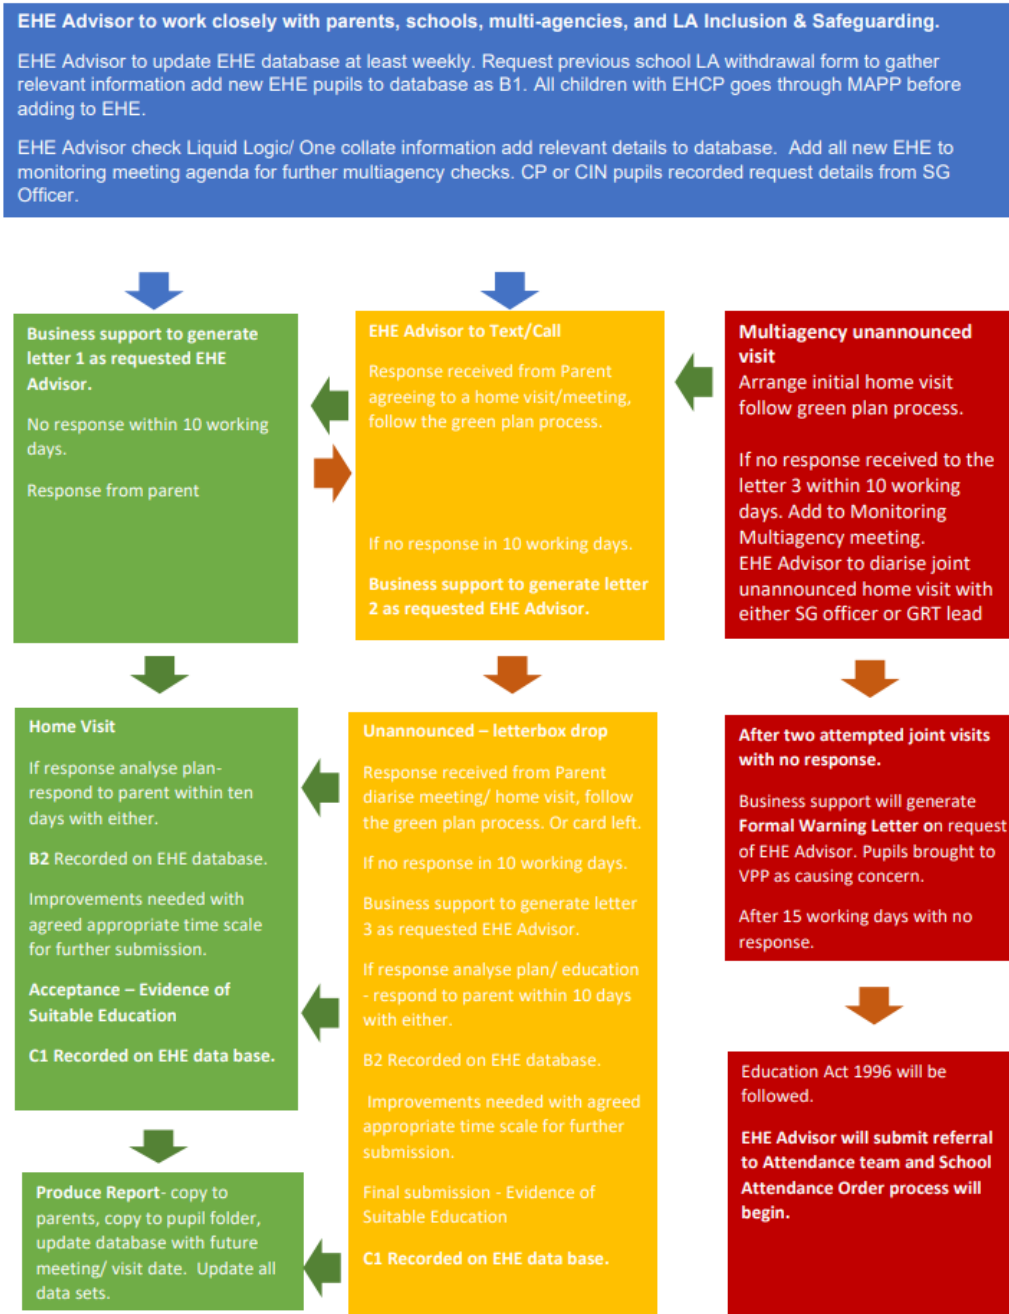 EHE Advisor to work closely with parents, schools, multi-agencies, and LA Inclusion & Safeguarding.
EHE Advisor to update EHE database at least weekly. Request previous school LA withdrawal form to gather
relevant information add new EHE pupils to database as B1. All children with EHCP goes through MAPP before
adding to EHE.
EHE Advisor check Liquid Logic/ One collate information add relevant details to database.  Add all new EHE to
monitoring meeting agenda for further multiagency checks. CP or CIN pupils recorded request details from SG
Officer.
Business support to generate
letter 1 as requested EHE
Advisor.
No response within 10 working
days.
Response from parent
EHE Advisor to Text/Call
Response received from Parent
agreeing to a home visit/meeting,
follow the green plan process.
If no response in 10 working days.
Business support to generate letter
2 as requested EHE Advisor.
Multiagency unannounced
visit
Arrange initial home visit
follow green plan process.
If no response received to the
letter 3 within 10 working
days. Add to Monitoring
Multiagency meeting.
EHE Advisor to diarise joint
unannounced home visit with
either SG officer or GRT lead
Home Visit
If response analyse plan-
respond to parent within ten
days with either.
B2 Recorded on EHE database.
Improvements needed with
agreed appropriate time scale
for further submission.
Acceptance – Evidence of
Suitable Education
C1 Recorded on EHE data base.
Unannounced – letterbox drop
Response received from Parent
diarise meeting/ home visit, follow
the green plan process. Or card left.
If no response in 10 working days.
Business support to generate letter
3 as requested EHE Advisor.
If response analyse plan/ education
- respond to parent within 10 days
with either.
B2 Recorded on EHE database.
Improvements needed with agreed
appropriate time scale for further
submission.
Final submission - Evidence of
Suitable Education
C1 Recorded on EHE data base.
After two attempted joint visits
with no response.
Business support will generate
Formal Warning Letter on request
of EHE Advisor. Pupils brought to
VPP as causing concern.
After 15 working days with no
response.
Produce Report- copy to
parents, copy to pupil folder,
update database with future
meeting/ visit date.  Update all
data sets.
Education Act 1996 will be
followed.
EHE Advisor will submit referral
to Attendance team and School
Attendance Order process will
begin.